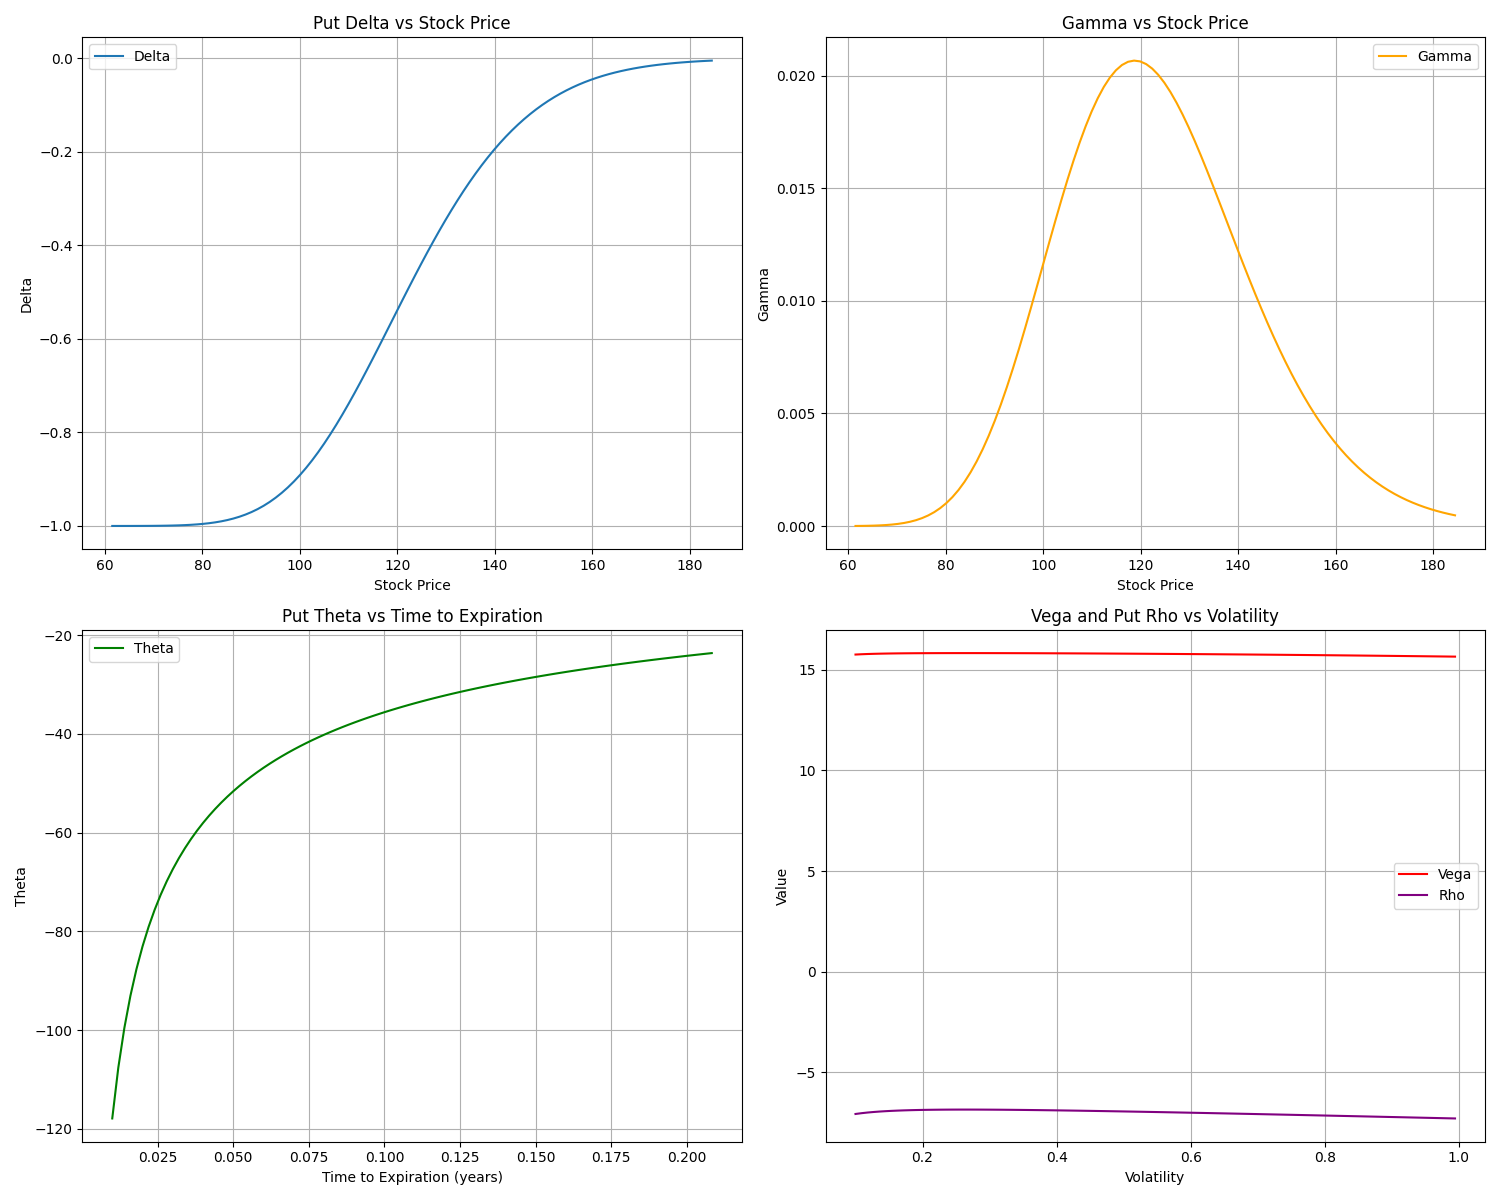 Put Delta vs Stock Price
Delta
0.0
−0.2
−0.4
−0.6
−0.8
−1.0
Delta
60 80 100 120 140 160 180
Stock Price
Gamma vs Stock Price
Gamma
0.020
0.015
0.010
0.005
0.000
Gamma
60 80 100 120 140 160 180
Stock Price
Put Theta vs Time to Expiration
Theta
−20
−40
−60
−80
−100
−120
Theta
0.025 0.050 0.075 0.100 0.125 0.150 0.175 0.200
Time to Expiration (years)
Vega and Put Rho vs Volatility
15
10
5
0
−5
Value
Vega
Rho
0.2 0.4 0.6 0.8 1.0
Volatility